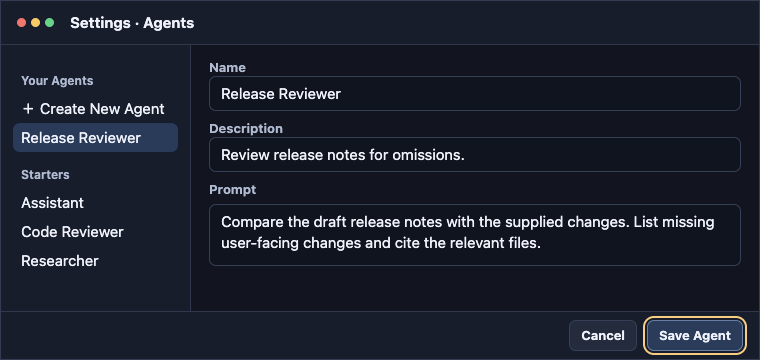 Settings · Agents
Your Agents
+ Create New Agent
Release Reviewer
Starters
Assistant
Code Reviewer
Researcher
Name
Release Reviewer
Description
Review release notes for omissions.
Prompt
Compare the draft release notes with the supplied changes. List missing
user-facing changes and cite the relevant files.
Cancel
Save Agent